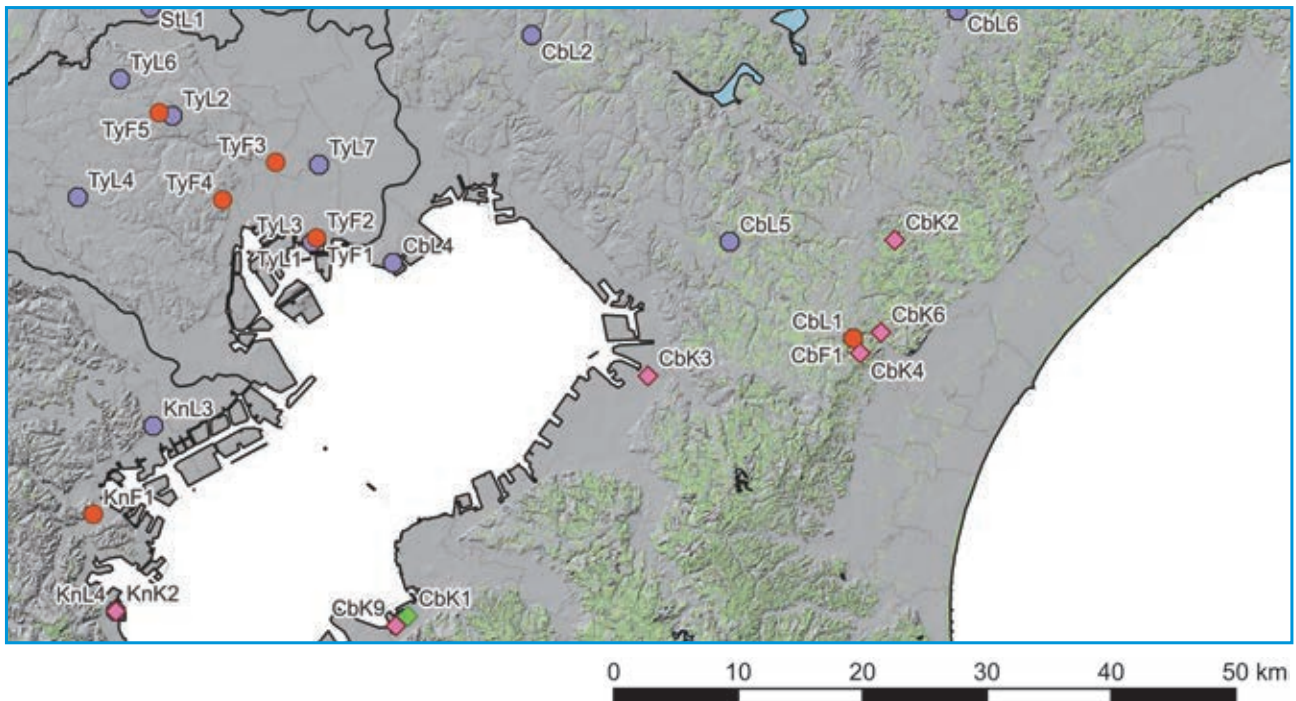 StL1
CbL6
CbL2
TyL6
TyL2
TyF5
TyF3
TyL7
TyL4
TyF4
TyL3
TyF2
TyL1
TyF1
CbL4
CbL5
CbK2
CbL1
CbK6
CbF1
CbK4
CbK3
KnL3
KnF1
KnL4
KnK2
CbK9
CbK1
0 10 20 30 40 50 km